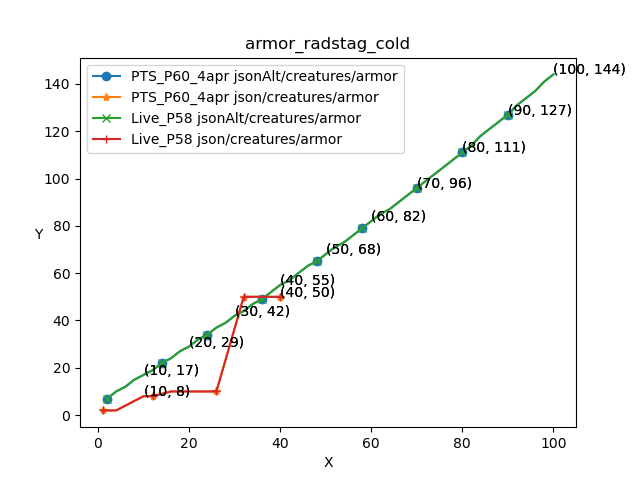 armor_radstag_cold
PTS_P60_4apr jsonAlt/creatures/armor
PTS_P60_4apr json/creatures/armor
Live_P58 jsonAlt/creatures/armor
Live_P58 json/creatures/armor
(100, 144)
(90, 127)
(80, 111)
(70, 96)
(60, 82)
(50, 68)
(40, 55)
(40, 50)
(30, 42)
(20, 29)
(10, 17)
(10, 8)
140
120
100
80
60
40
20
0
Y
0 20 40 60 80 100
X